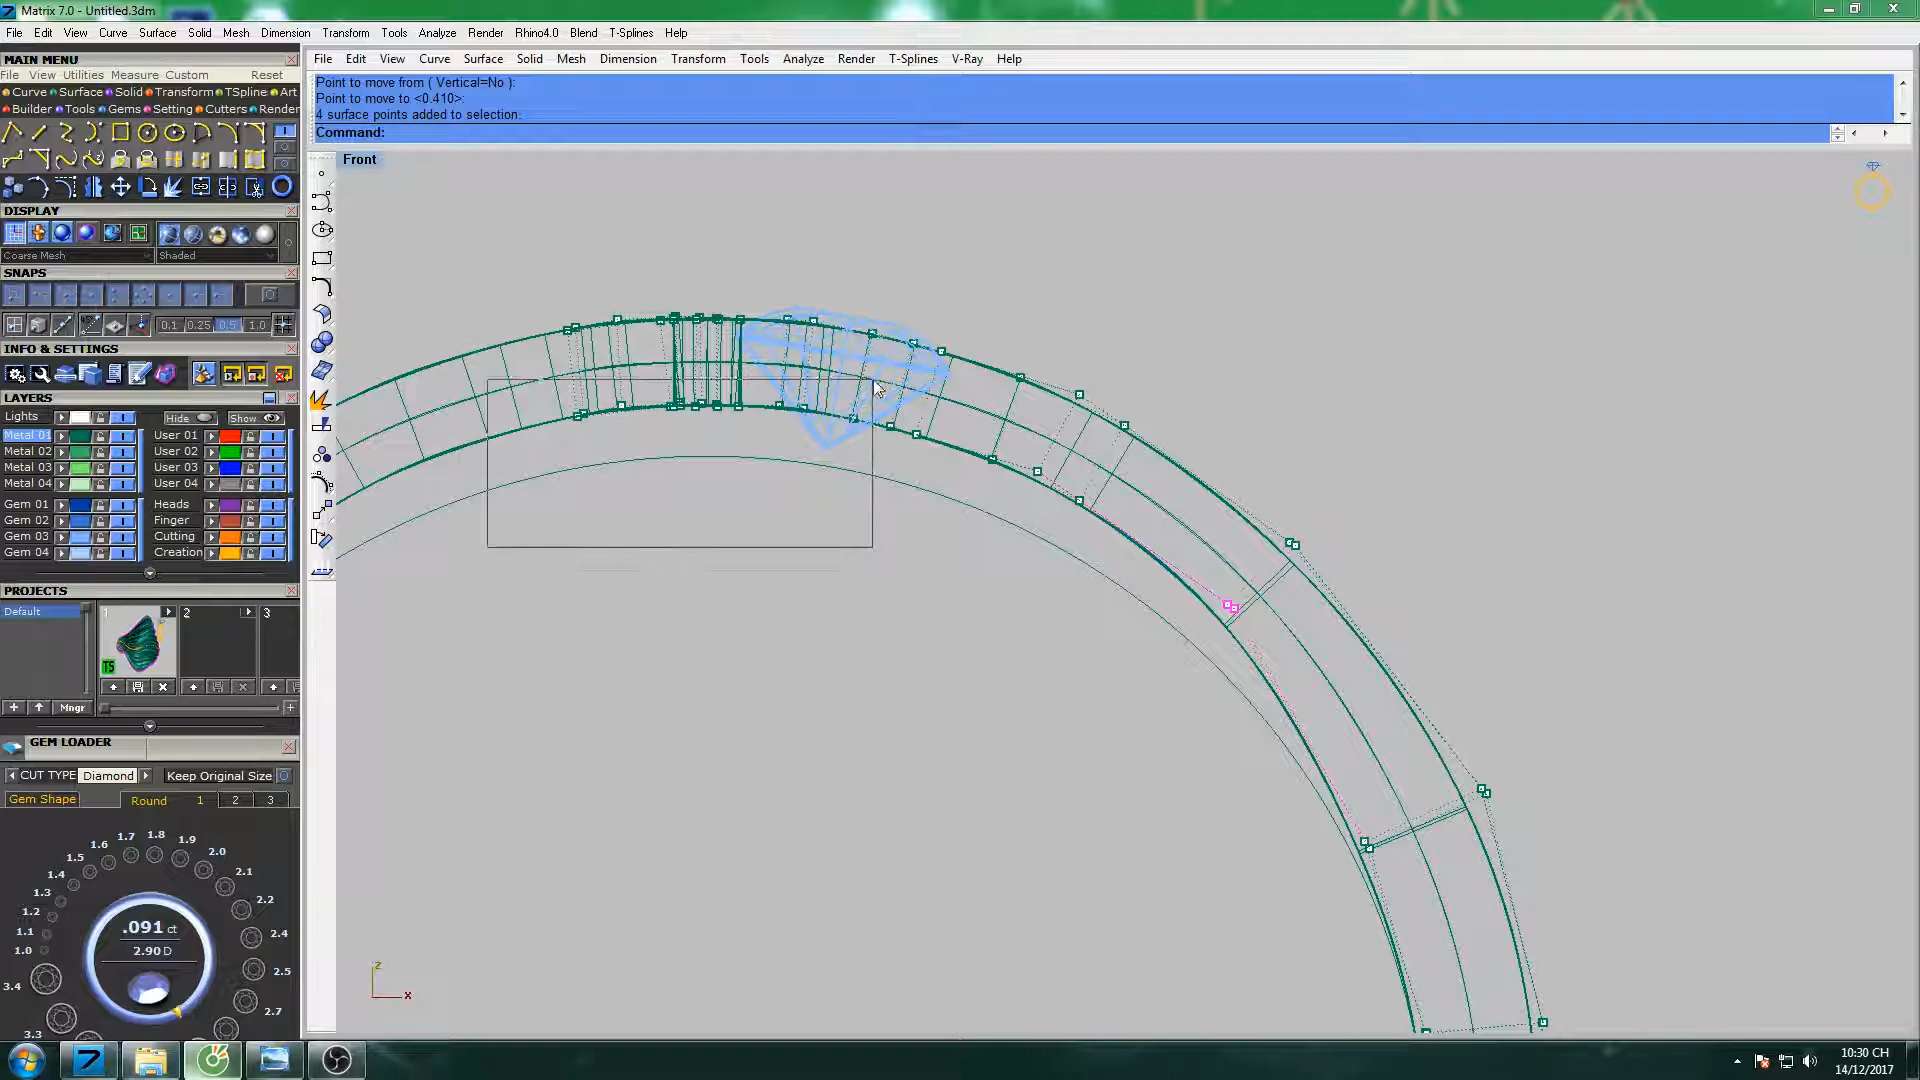 Matrix 7.0 - Untitled.3dm
File Edit View Curve Surface Solid Mesh Dimension Transform Tools Analyze Render Rhino4.0 Blend T-Splines Help
MAIN MENU
File View Utilities Measure Custom Reset
Curve Surface Solid Transform TSpline Art
Builder Tools Gems Setting Cutters Render
DISPLAY
Coarse Mesh Shaded
SNAPS
0.1 0.25 0.5 1.0
INFO & SETTINGS
LAYERS
Lights Hide Show
Metal 01 User 01
Metal 02 User 02
Metal 03 User 03
Metal 04 User 04
Gem 01 Heads
Gem 02 Finger
Gem 03 Cutting
Gem 04 Creation
PROJECTS
Default 1 2 3
TS
Mngr
GEM LOADER
CUT TYPE Diamond Keep Original Size
Gem Shape Round 1 2 3
1.0
1.1
1.2
1.3
1.4
1.5
1.6
1.7
1.8
1.9
2.0
2.1
2.2
2.4
2.5
2.7
3.4
3.3
.091 ct
2.90 D
File Edit View Curve Surface Solid Mesh Dimension Transform Tools Analyze Render T-Splines V-Ray Help
Point to move from ( Vertical=No ):
Point to move to <0.410>:
4 surface points added to selection.
Command:
Front
z
x
10:30 CH
14/12/2017